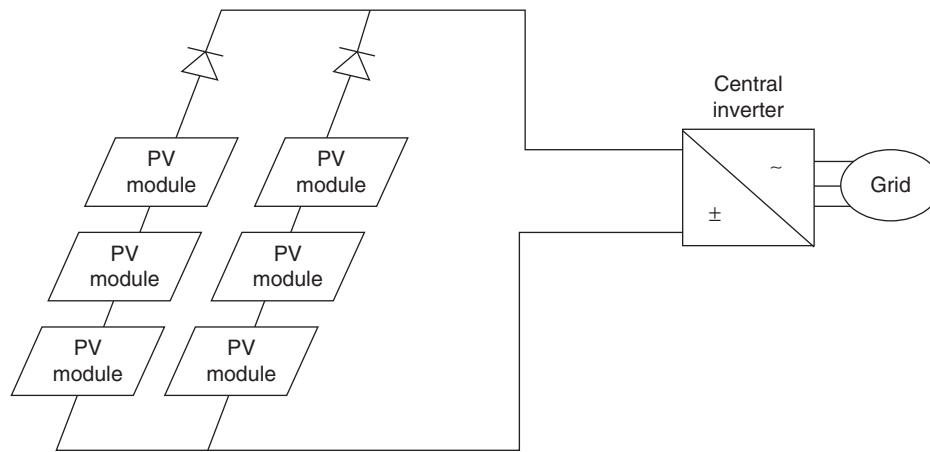 Central
inverter
PV
module
PV
module
~
Grid
±
PV
module
PV
module
PV
module
PV
module